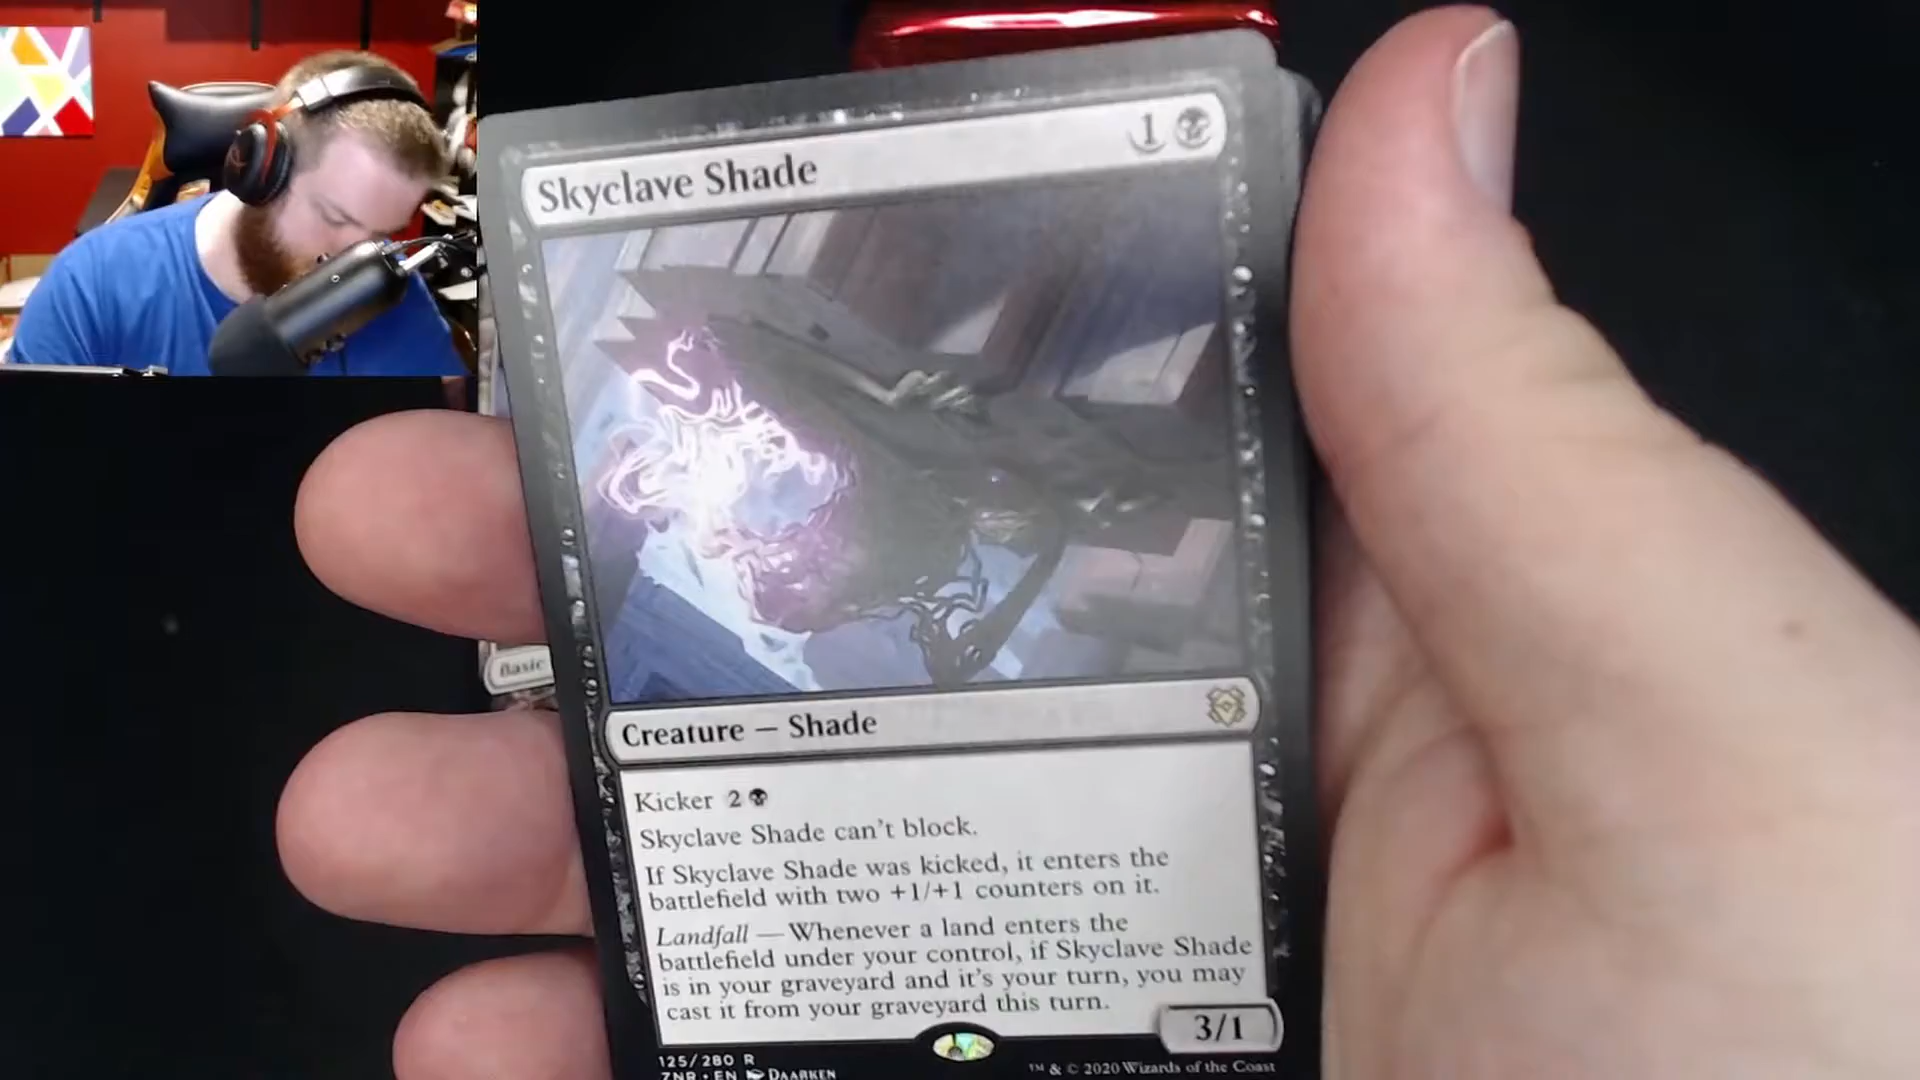 Skyclave Shade 1
Basic
Creature — Shade
Kicker 2
Skyclave Shade can't block.
If Skyclave Shade was kicked, it enters the
battlefield with two +1/+1 counters on it.
Landfall — Whenever a land enters the
battlefield under your control, if Skyclave Shade
is in your graveyard and it's your turn, you may
cast it from your graveyard this turn.
3/1
125/280 R
ZNR • EN DAARKEN
™ & © 2020 Wizards of the Coast